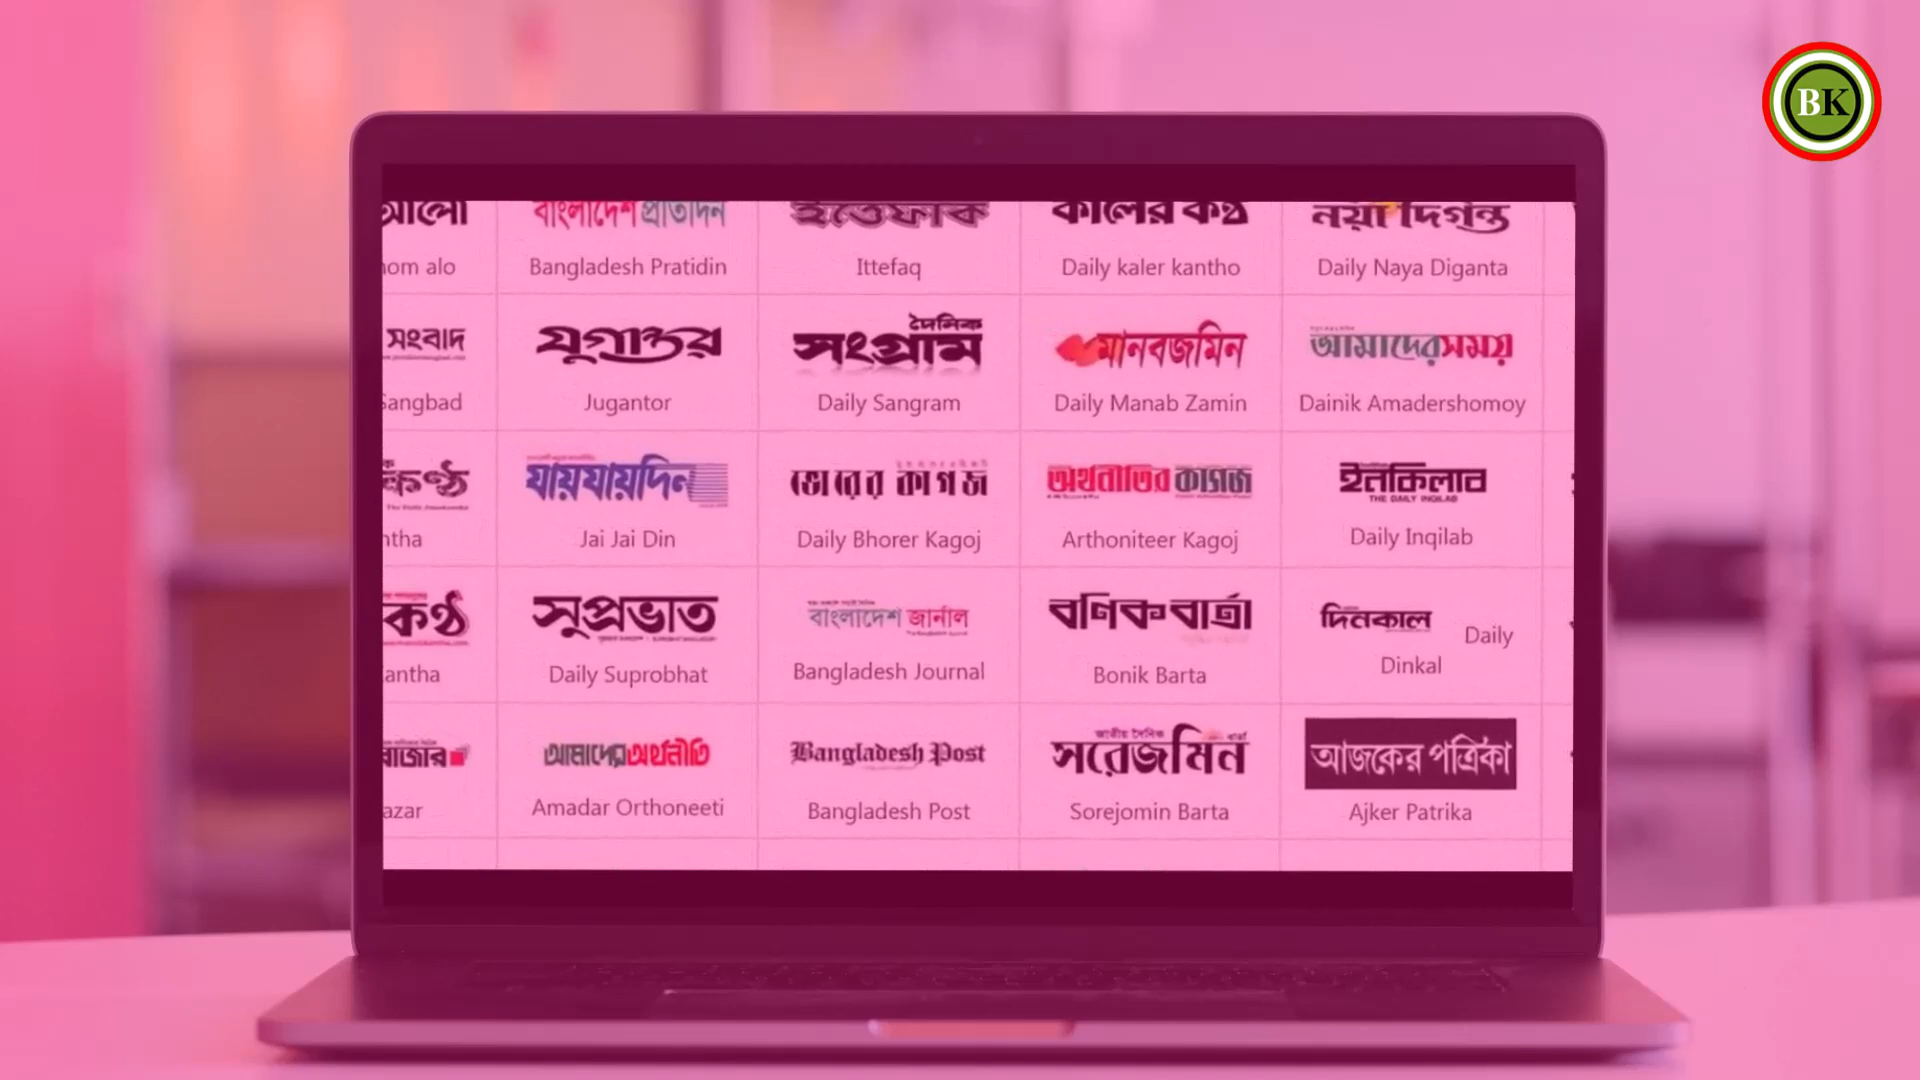 BK
আলো
বাংলাদেশ প্রতিদিন
ইত্তেফাক
কালের কণ্ঠ
নয়া দিগন্ত
nom alo
Bangladesh Pratidin
Ittefaq
Daily kaler kantho
Daily Naya Diganta
সংবাদ
যুগান্তর
দৈনিক
সংগ্রাম
মানবজমিন
আমাদের সময়
Sangbad
Jugantor
Daily Sangram
Daily Manab Zamin
Dainik Amadershomoy
কণ্ঠ
যায়যায়দিন
ভোরের কাগজ
অর্থনীতির কাগজ
ইনকিলাব
THE DAILY INQILAB
ntha
Jai Jai Din
Daily Bhorer Kagoj
Arthoniteer Kagoj
Daily Inqilab
কণ্ঠ
সুপ্রভাত
বাংলাদেশ জার্নাল
বণিক বার্তা
দিনকাল
Daily
antha
Daily Suprobhat
Bangladesh Journal
Bonik Barta
Dinkal
বাজার
আমাদের অর্থনীতি
Bangladesh Post
জাতীয় দৈনিক
সরেজমিন
বার্তা
আজকের পত্রিকা
azar
Amadar Orthoneeti
Bangladesh Post
Sorejomin Barta
Ajker Patrika